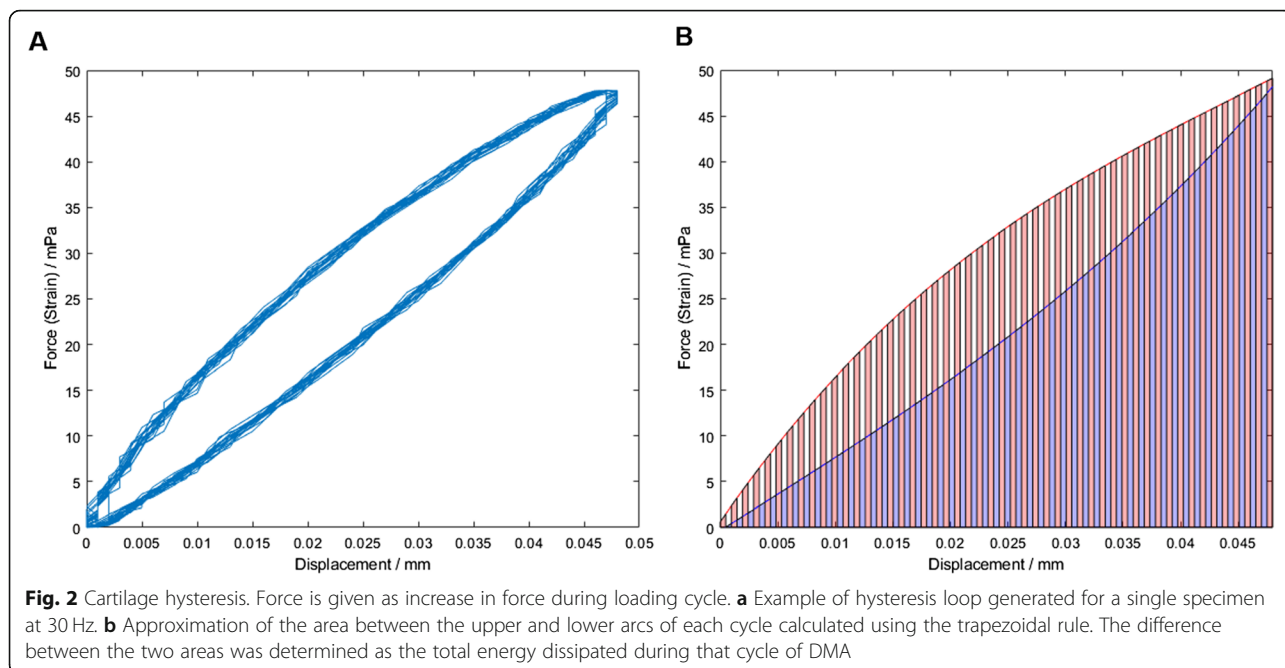 A
B
50
45
40
35
30
25
20
15
10
5
0
Force (Strain) / mPa
0 0.005 0.01 0.015 0.02 0.025 0.03 0.035 0.04 0.045 0.05
Displacement / mm
50
45
40
35
30
25
20
15
10
5
0
Force (Strain) / mPa
0 0.005 0.01 0.015 0.02 0.025 0.03 0.035 0.04 0.045
Displacement / mm
Fig. 2 Cartilage hysteresis. Force is given as increase in force during loading cycle. a Example of hysteresis loop generated for a single specimen
at 30 Hz. b Approximation of the area between the upper and lower arcs of each cycle calculated using the trapezoidal rule. The difference
between the two areas was determined as the total energy dissipated during that cycle of DMA